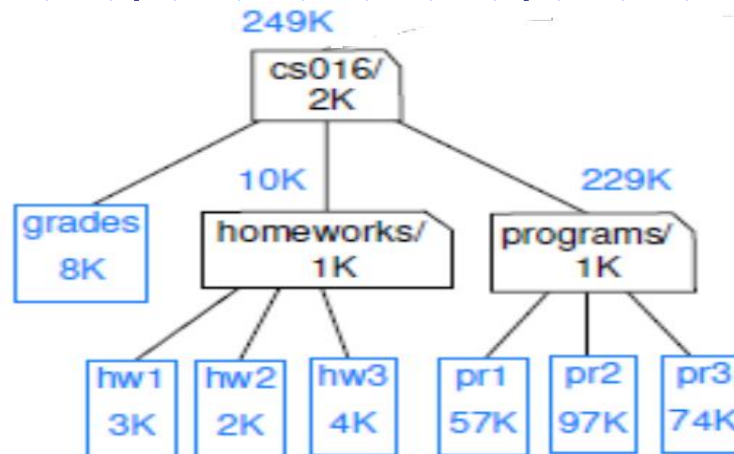 249K
cs016/
2K
10K
229K
grades
8K
homeworks/
1K
programs/
1K
hw1
3K
hw2
2K
hw3
4K
pr1
57K
pr2
97K
pr3
74K